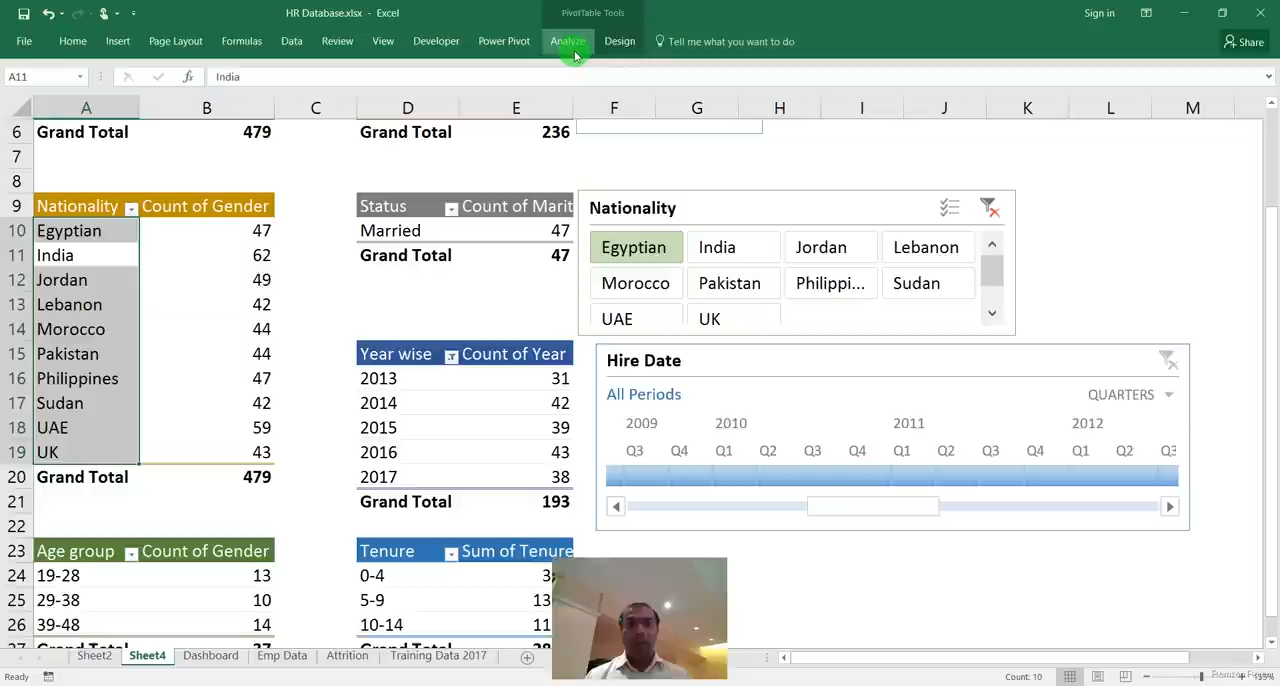 HR Database.xlsx - Excel
PivotTable Tools
Sign in
File Home Insert Page Layout Formulas Data Review View Developer Power Pivot Analyze Design Tell me what you want to do Share
A11 fx India
A B C D E F G H I J K L M
6 Grand Total 479 Grand Total 236
7
8
9 Nationality Count of Gender Status Count of Marit
10 Egyptian 47 Married 47
11 India 62 Grand Total 47
12 Jordan 49
13 Lebanon 42
14 Morocco 44
15 Pakistan 44 Year wise Count of Year
16 Philippines 47 2013 31
17 Sudan 42 2014 42
18 UAE 59 2015 39
19 UK 43 2016 43
20 Grand Total 479 2017 38
21 Grand Total 193
22
23 Age group Count of Gender Tenure Sum of Tenure
24 19-28 13 0-4 3
25 29-38 10 5-9 13
26 39-48 14 10-14 11
Nationality
Egyptian India Jordan Lebanon
Morocco Pakistan Philippi... Sudan
UAE UK
Hire Date
All Periods QUARTERS
2009 2010 2011 2012
Q3 Q4 Q1 Q2 Q3 Q4 Q1 Q2 Q3 Q4 Q1 Q2 Q3
Sheet2 Sheet4 Dashboard Emp Data Attrition Training Data 2017
Ready Count: 10